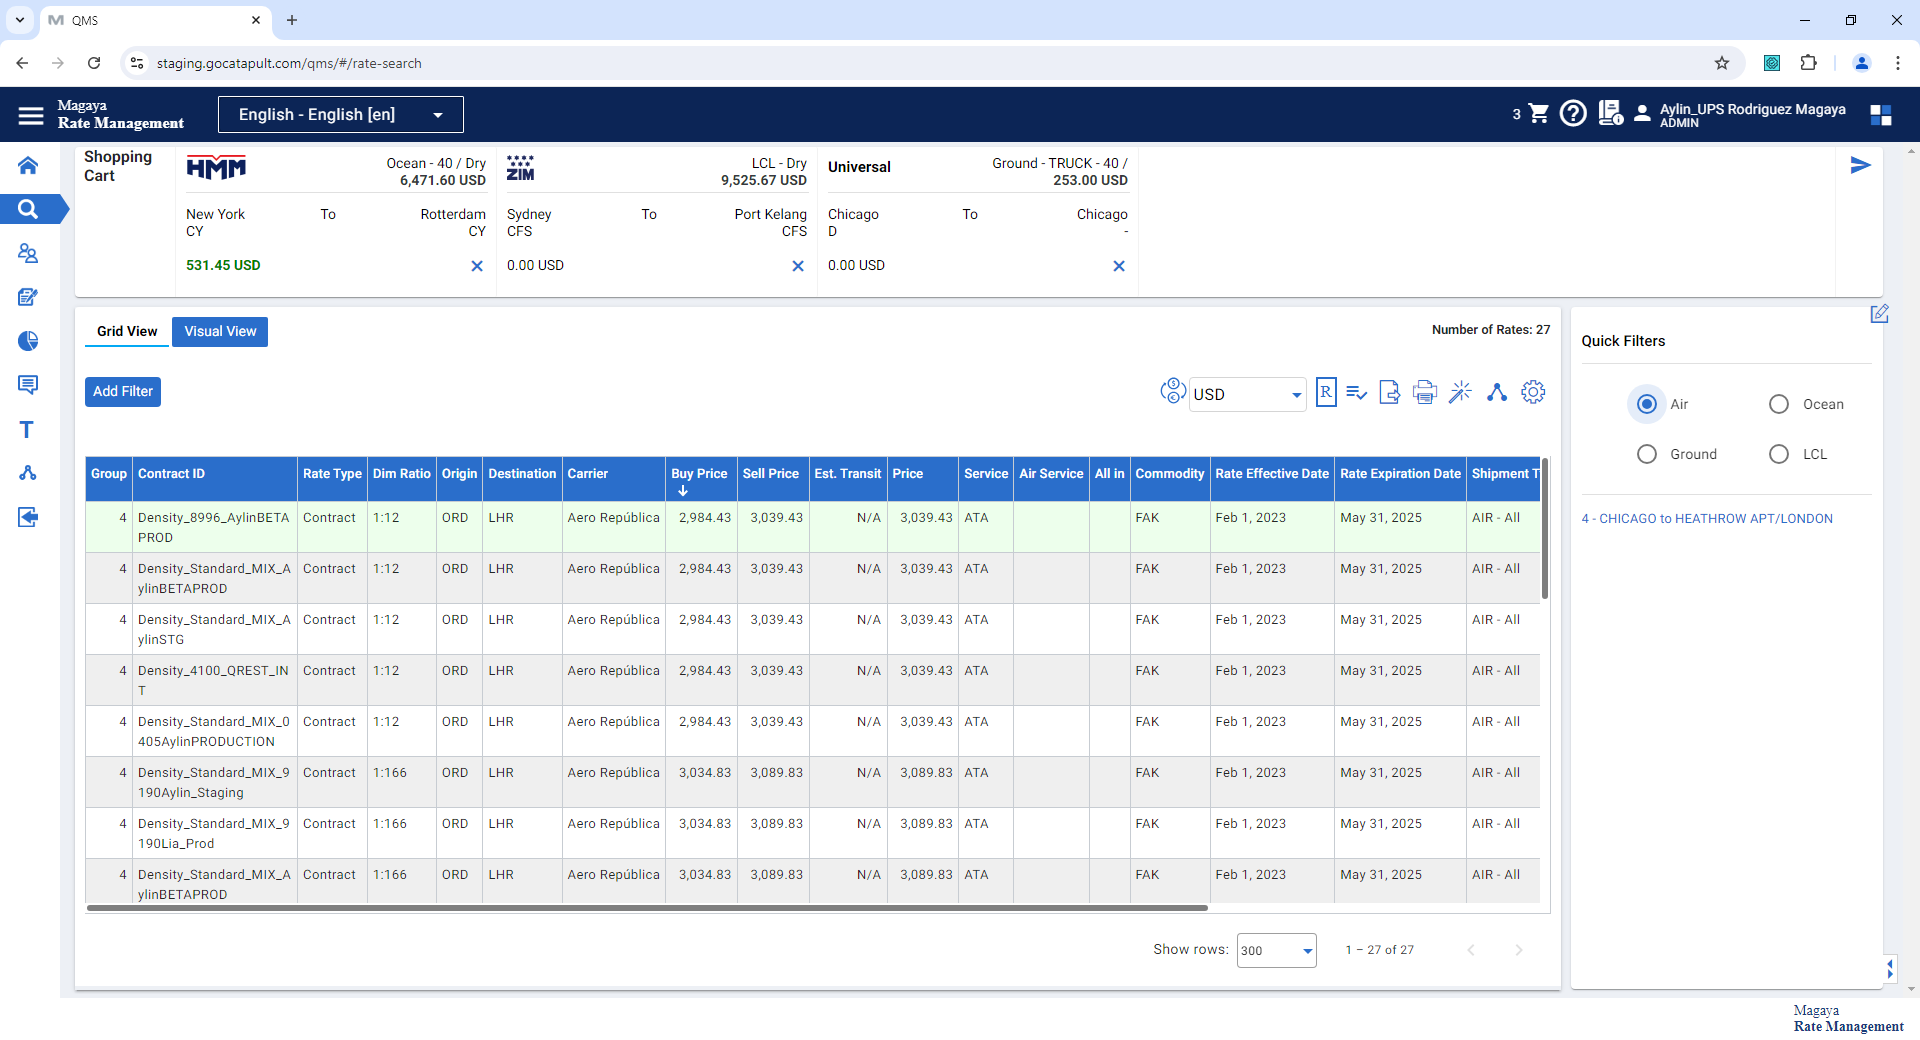 QMS
staging.gocatapult.com/qms/#/rate-search
Magaya
Rate Management
English - English [en]
3
Aylin_UPS Rodriguez Magaya
ADMIN
Shopping
Cart
HMM
Ocean - 40 / Dry
6,471.60 USD
New York To Rotterdam
CY CY
531.45 USD
ZIM
LCL - Dry
9,525.67 USD
Sydney To Port Kelang
CFS CFS
0.00 USD
Universal
Ground - TRUCK - 40 /
253.00 USD
Chicago To Chicago
D -
0.00 USD
Grid View Visual View
Number of Rates: 27
Add Filter
USD
R
Group Contract ID Rate Type Dim Ratio Origin Destination Carrier Buy Price Sell Price Est. Transit Price Service Air Service All in Commodity Rate Effective Date Rate Expiration Date Shipment T
4 Density_8996_AylinBETA Contract 1:12 ORD LHR Aero República 2,984.43 3,039.43 N/A 3,039.43 ATA FAK Feb 1, 2023 May 31, 2025 AIR - All
PROD
4 Density_Standard_MIX_A Contract 1:12 ORD LHR Aero República 2,984.43 3,039.43 N/A 3,039.43 ATA FAK Feb 1, 2023 May 31, 2025 AIR - All
ylinBETAPROD
4 Density_Standard_MIX_A Contract 1:12 ORD LHR Aero República 2,984.43 3,039.43 N/A 3,039.43 ATA FAK Feb 1, 2023 May 31, 2025 AIR - All
ylinSTG
4 Density_4100_QREST_IN Contract 1:12 ORD LHR Aero República 2,984.43 3,039.43 N/A 3,039.43 ATA FAK Feb 1, 2023 May 31, 2025 AIR - All
T
4 Density_Standard_MIX_0 Contract 1:12 ORD LHR Aero República 2,984.43 3,039.43 N/A 3,039.43 ATA FAK Feb 1, 2023 May 31, 2025 AIR - All
405AylinPRODUCTION
4 Density_Standard_MIX_9 Contract 1:166 ORD LHR Aero República 3,034.83 3,089.83 N/A 3,089.83 ATA FAK Feb 1, 2023 May 31, 2025 AIR - All
190Aylin_Staging
4 Density_Standard_MIX_9 Contract 1:166 ORD LHR Aero República 3,034.83 3,089.83 N/A 3,089.83 ATA FAK Feb 1, 2023 May 31, 2025 AIR - All
190Lia_Prod
4 Density_Standard_MIX_A Contract 1:166 ORD LHR Aero República 3,034.83 3,089.83 N/A 3,089.83 ATA FAK Feb 1, 2023 May 31, 2025 AIR - All
ylinBETAPROD
Show rows: 300 1 – 27 of 27
Quick Filters
Air Ocean
Ground LCL
4 - CHICAGO to HEATHROW APT/LONDON
Magaya
Rate Management